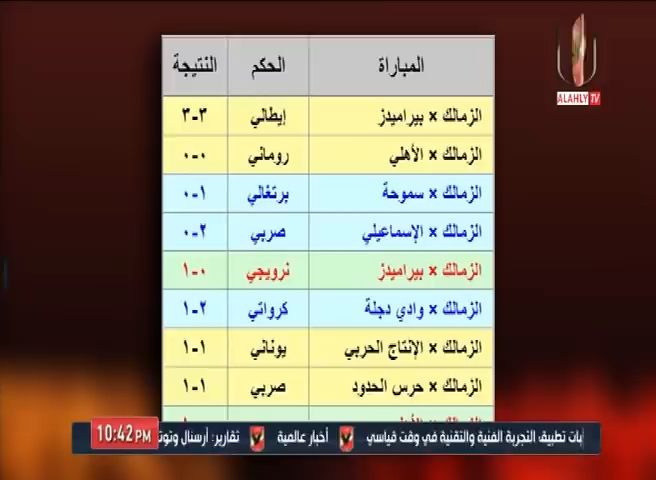 ALAHLY TV
المباراة الحكم النتيجة
الزمالك × بيراميدز إيطالي ٣-٣
الزمالك × الأهلي روماني ٠-٠
الزمالك × سموحة برتغالي ١-٠
الزمالك × الإسماعيلي صربي ٢-٠
الزمالك × بيراميدز نرويجي ٠-١
الزمالك × وادي دجلة كرواتي ٢-١
الزمالك × الإنتاج الحربي يوناني ١-١
الزمالك × حرس الحدود صربي ١-١
بات تطبيق التجربة الفنية والتقنية في وقت قياسي أخبار عالمية تقارير: أرسنال وتوت
10:42 PM